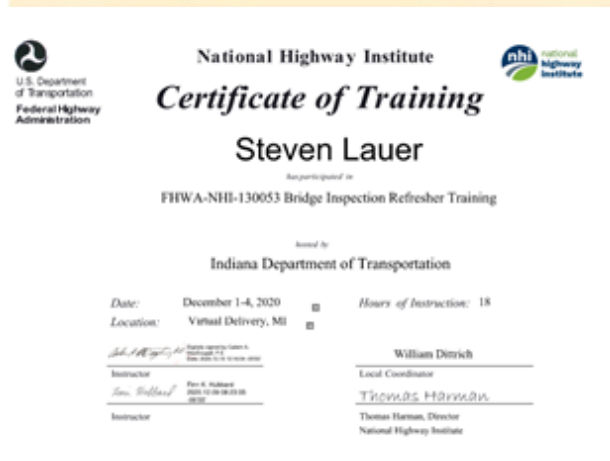 National Highway Institute
U.S. Department
of Transportation
Federal Highway
Administration
nhi national
highway
institute
Certificate of Training
Steven Lauer
has participated in
FHWA-NHI-130053 Bridge Inspection Refresher Training
hosted by
Indiana Department of Transportation
Date: December 1-4, 2020 Hours of Instruction: 18
Location: Virtual Delivery, MI
William Dittrich
Instructor Local Coordinator
Thomas Harman
Instructor Thomas Harman, Director
National Highway Institute